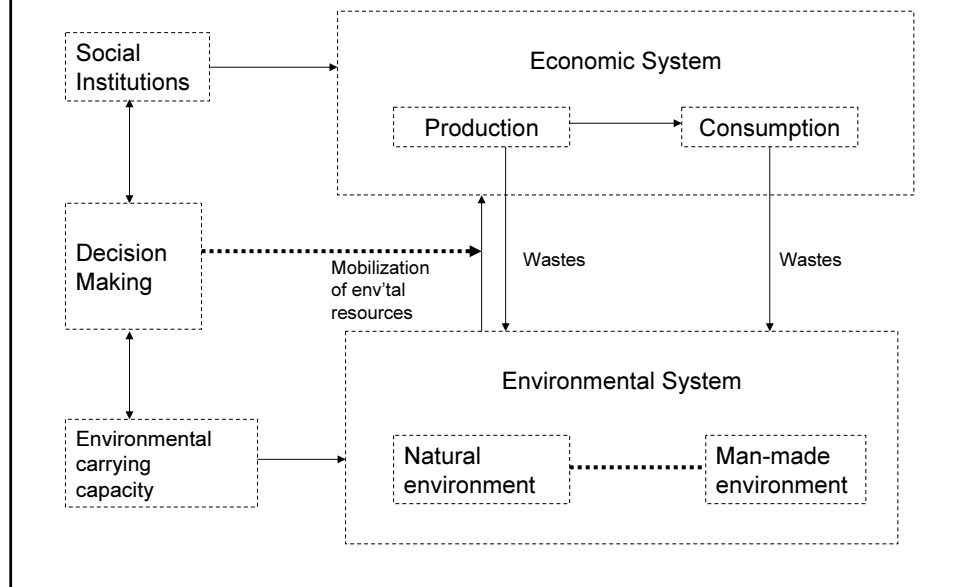 Social
Institutions
Economic System
Production
Consumption
Decision
Making
Mobilization
of env’tal
resources
Wastes
Wastes
Environmental System
Environmental
carrying
capacity
Natural
environment
Man-made
environment